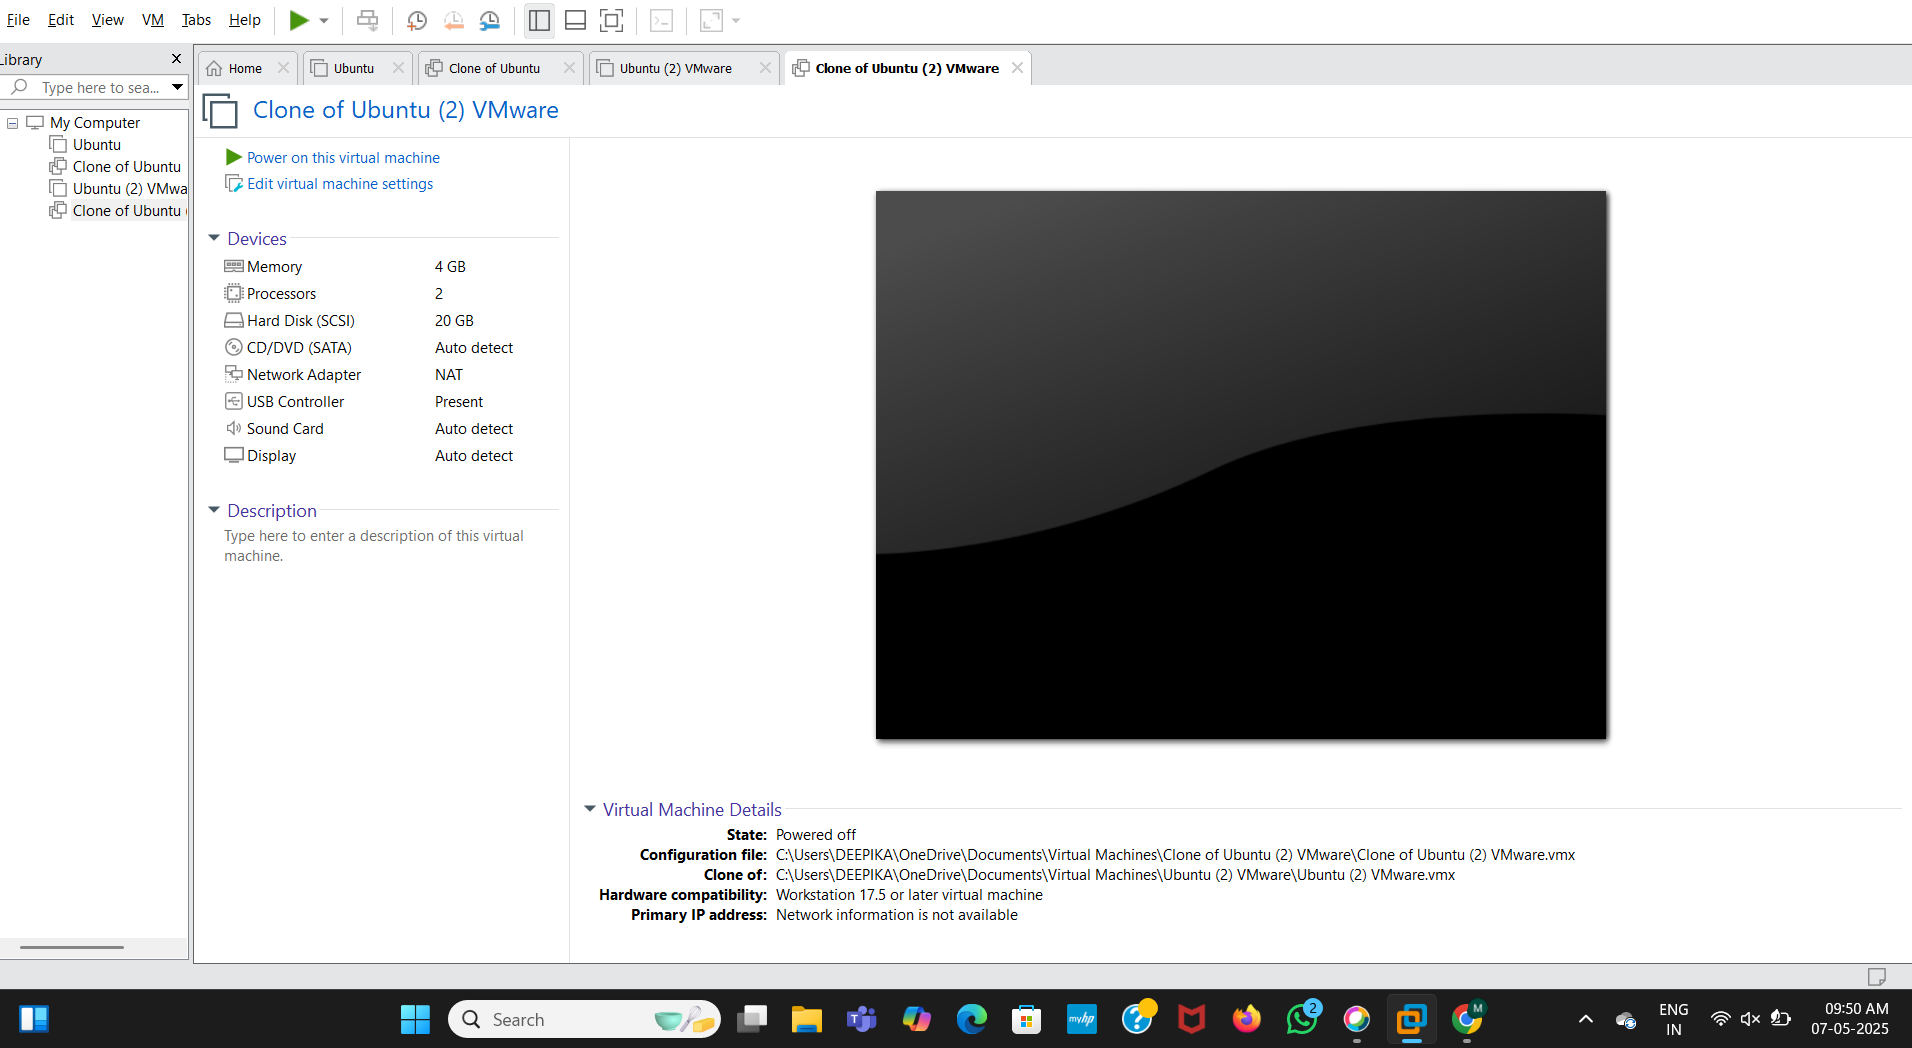 File Edit View VM Tabs Help
Library
Type here to sea...
My Computer
Ubuntu
Clone of Ubuntu
Ubuntu (2) VMwa
Clone of Ubuntu (
Home
Ubuntu
Clone of Ubuntu
Ubuntu (2) VMware
Clone of Ubuntu (2) VMware
Clone of Ubuntu (2) VMware
Power on this virtual machine
Edit virtual machine settings
Devices
Memory 4 GB
Processors 2
Hard Disk (SCSI) 20 GB
CD/DVD (SATA) Auto detect
Network Adapter NAT
USB Controller Present
Sound Card Auto detect
Display Auto detect
Description
Type here to enter a description of this virtual
machine.
Virtual Machine Details
State: Powered off
Configuration file: C:\Users\DEEPIKA\OneDrive\Documents\Virtual Machines\Clone of Ubuntu (2) VMware\Clone of Ubuntu (2) VMware.vmx
Clone of: C:\Users\DEEPIKA\OneDrive\Documents\Virtual Machines\Ubuntu (2) VMware\Ubuntu (2) VMware.vmx
Hardware compatibility: Workstation 17.5 or later virtual machine
Primary IP address: Network information is not available
Search
T
myhp
?
2
M
ENG
IN
09:50 AM
07-05-2025